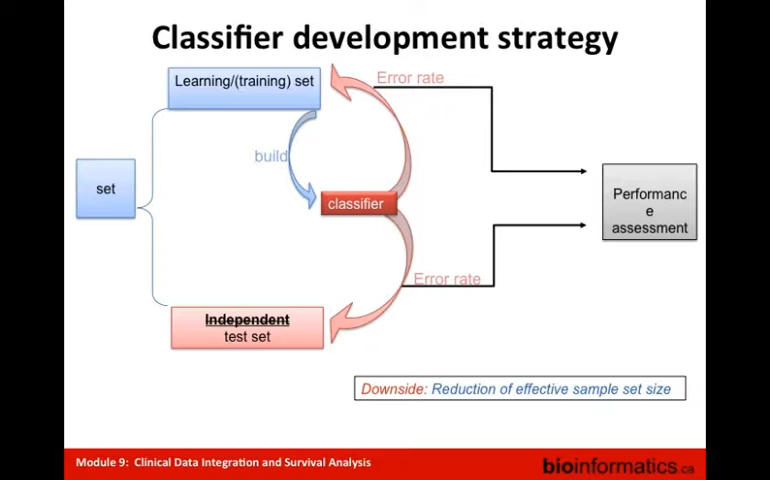 Classifier development strategy
Learning/(training) set
Error rate
build
set
classifier
Performanc
e
assessment
Error rate
Independent
test set
Downside: Reduction of effective sample set size
Module 9: Clinical Data Integration and Survival Analysis
bioinformatics.ca